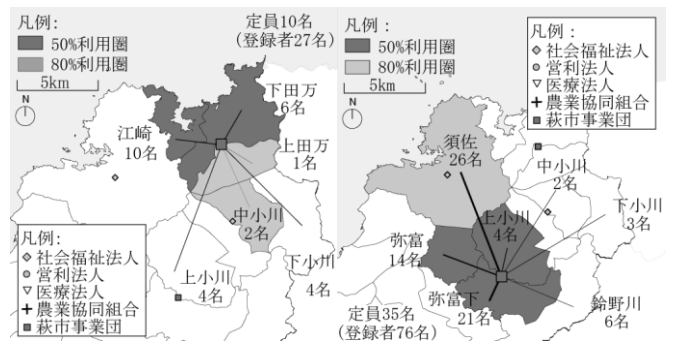 凡例:
50%利用圏
80%利用圏
5km
N
定員10名
(登録者27名)
下田万
6名
江崎
10名
上田万
1名
中小川
2名
上小川
4名
下小川
4名
凡例:
社会福祉法人
営利法人
医療法人
農業協同組合
萩市事業団
凡例:
50%利用圏
80%利用圏
5km
N
凡例:
社会福祉法人
営利法人
医療法人
農業協同組合
萩市事業団
須佐
26名
中小川
2名
上小川
4名
下小川
3名
弥富
14名
弥富下
21名
鈴野川
6名
定員35名
(登録者76名)